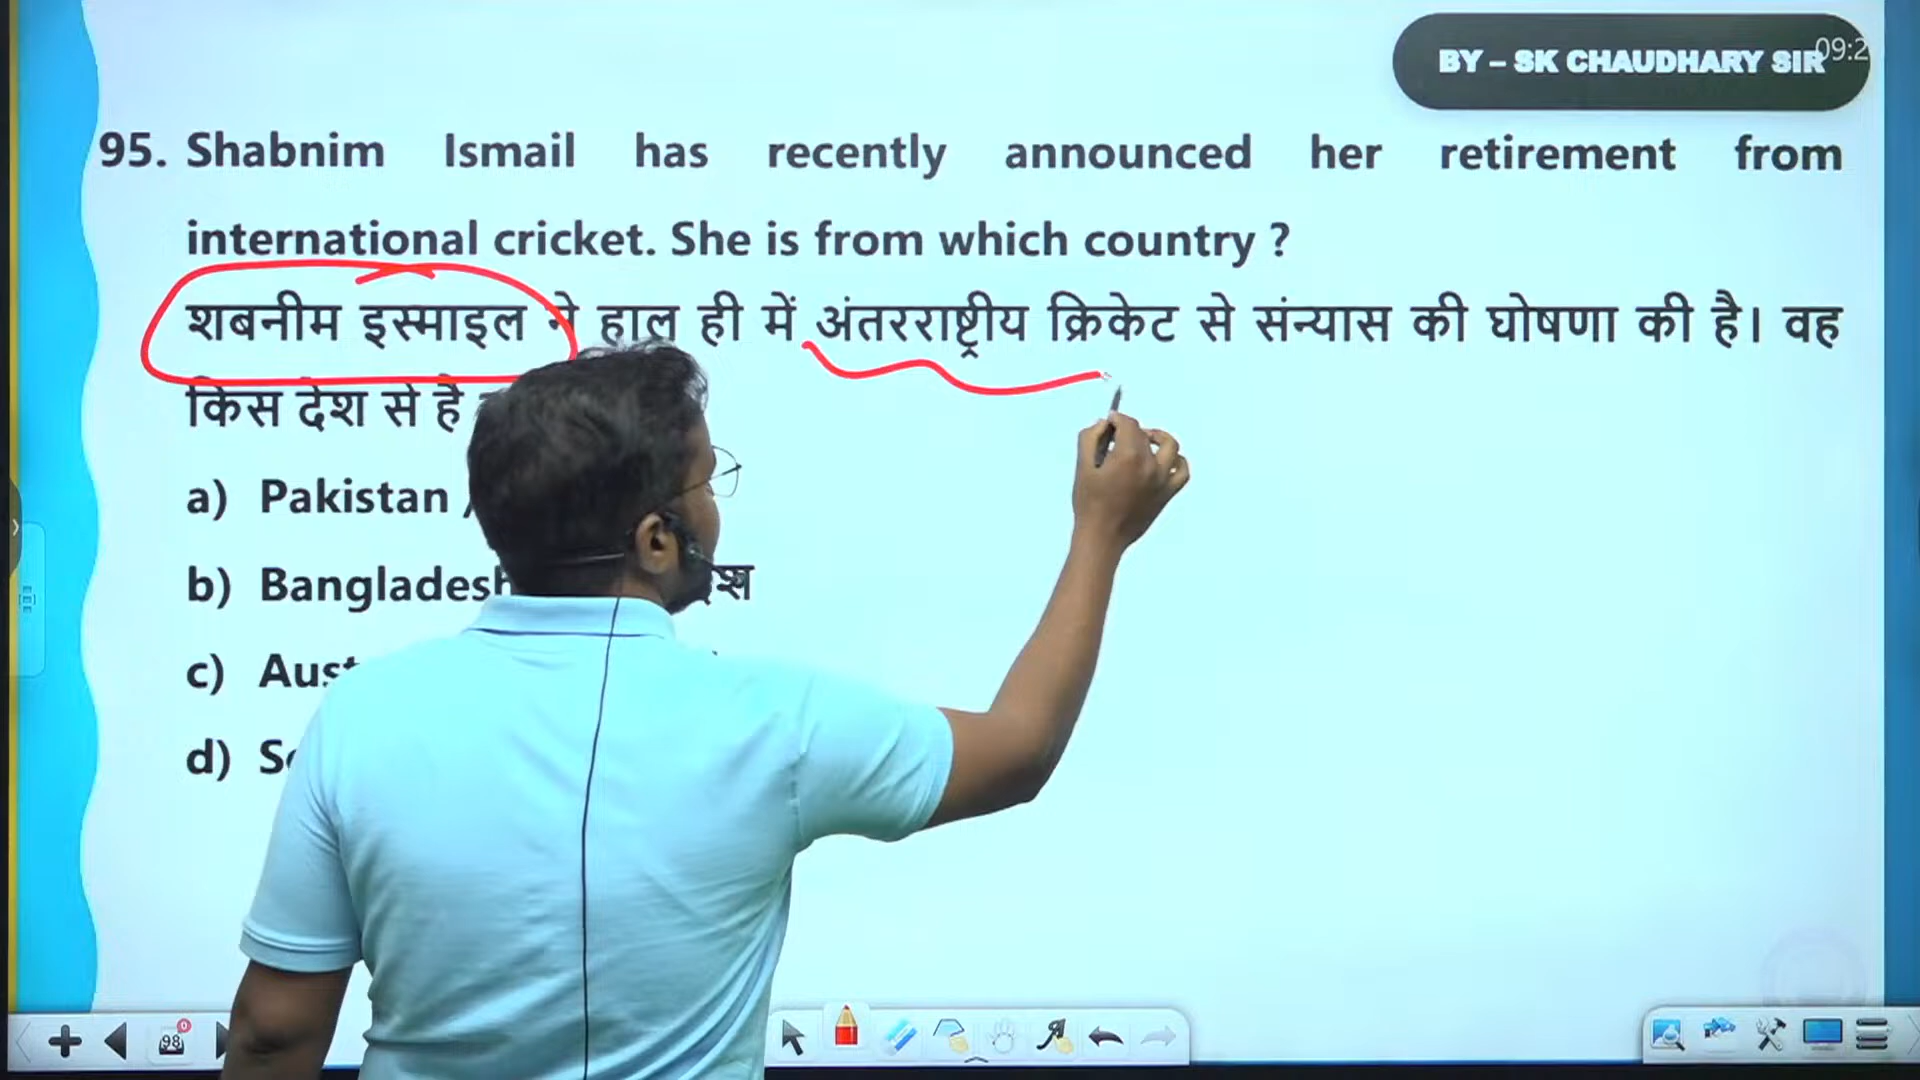 BY – SK CHAUDHARY SIR
09:2
95. Shabnim Ismail has recently announced her retirement from
international cricket. She is from which country ?
शबनीम इस्माइल ने हाल ही में अंतरराष्ट्रीय क्रिकेट से संन्यास की घोषणा की है। वह
किस देश से है
a) Pakistan /
b) Bangladesh
c)
d)
98
0